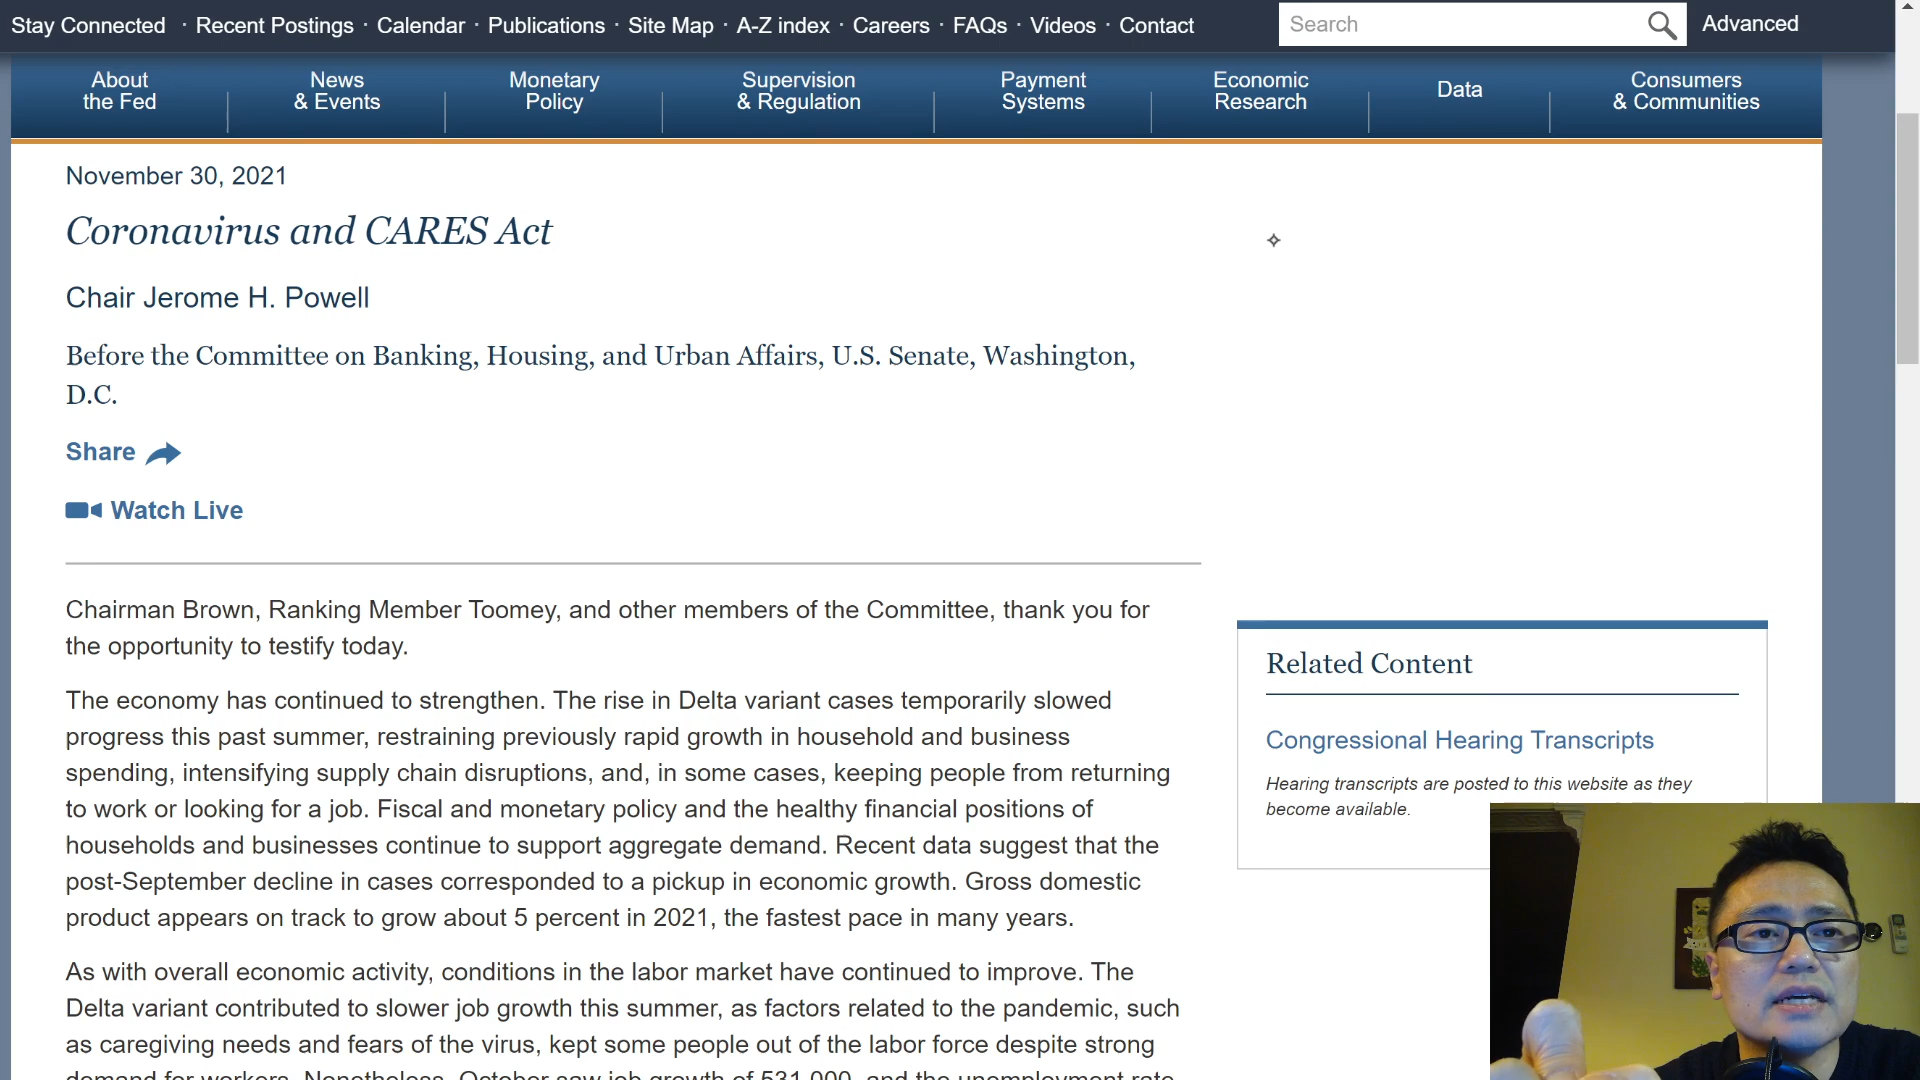 Stay Connected · Recent Postings · Calendar · Publications · Site Map · A-Z index · Careers · FAQs · Videos · Contact
Search
Advanced
About the Fed
News & Events
Monetary Policy
Supervision & Regulation
Payment Systems
Economic Research
Data
Consumers & Communities
November 30, 2021
Coronavirus and CARES Act
Chair Jerome H. Powell
Before the Committee on Banking, Housing, and Urban Affairs, U.S. Senate, Washington,
D.C.
Share
Watch Live
Chairman Brown, Ranking Member Toomey, and other members of the Committee, thank you for
the opportunity to testify today.
The economy has continued to strengthen. The rise in Delta variant cases temporarily slowed
progress this past summer, restraining previously rapid growth in household and business
spending, intensifying supply chain disruptions, and, in some cases, keeping people from returning
to work or looking for a job. Fiscal and monetary policy and the healthy financial positions of
households and businesses continue to support aggregate demand. Recent data suggest that the
post-September decline in cases corresponded to a pickup in economic growth. Gross domestic
product appears on track to grow about 5 percent in 2021, the fastest pace in many years.
As with overall economic activity, conditions in the labor market have continued to improve. The
Delta variant contributed to slower job growth this summer, as factors related to the pandemic, such
as caregiving needs and fears of the virus, kept some people out of the labor force despite strong
demand for workers. Nonetheless, October saw job growth of 531,000, and the unemployment rate
Related Content
Congressional Hearing Transcripts
Hearing transcripts are posted to this website as they
become available.